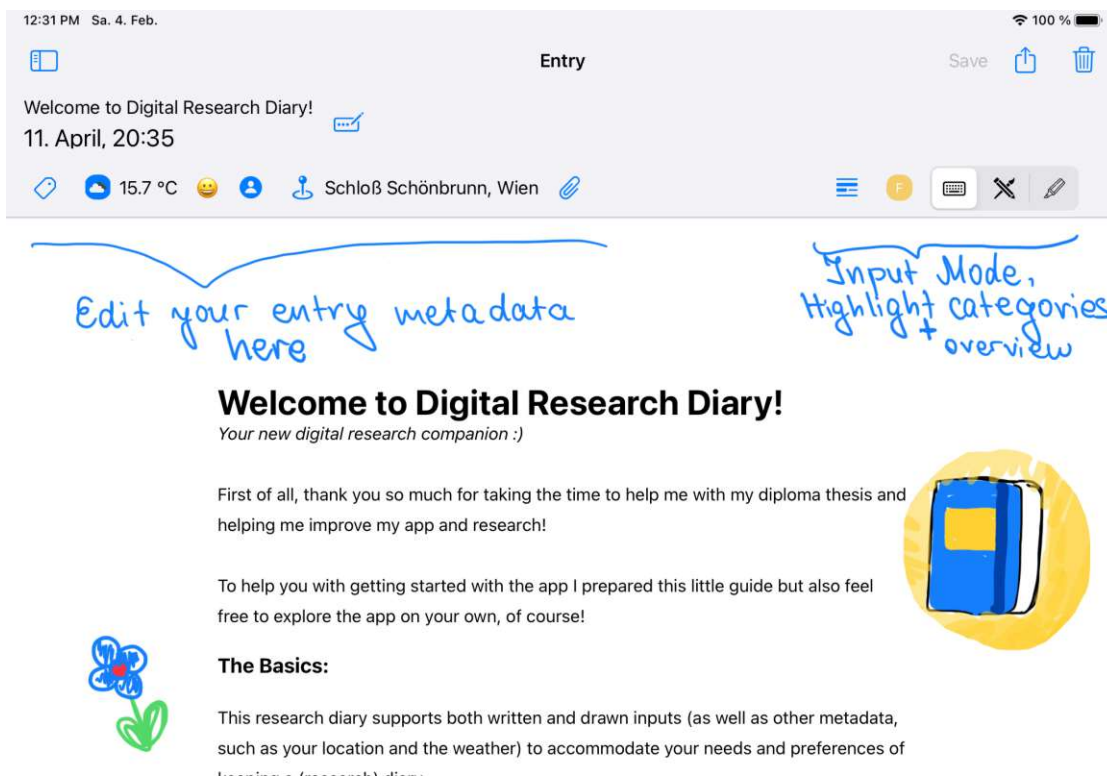 12:31 PM Sa. 4. Feb. 100 %
Entry Save
Welcome to Digital Research Diary!
11. April, 20:35
15.7 °C Schloß Schönbrunn, Wien F
Edit your entry metadata
here
Input Mode,
Highlight categories
+ overview
Welcome to Digital Research Diary!
Your new digital research companion :)
First of all, thank you so much for taking the time to help me with my diploma thesis and
helping me improve my app and research!
To help you with getting started with the app I prepared this little guide but also feel
free to explore the app on your own, of course!
The Basics:
This research diary supports both written and drawn inputs (as well as other metadata,
such as your location and the weather) to accommodate your needs and preferences of
keeping a (research) diary